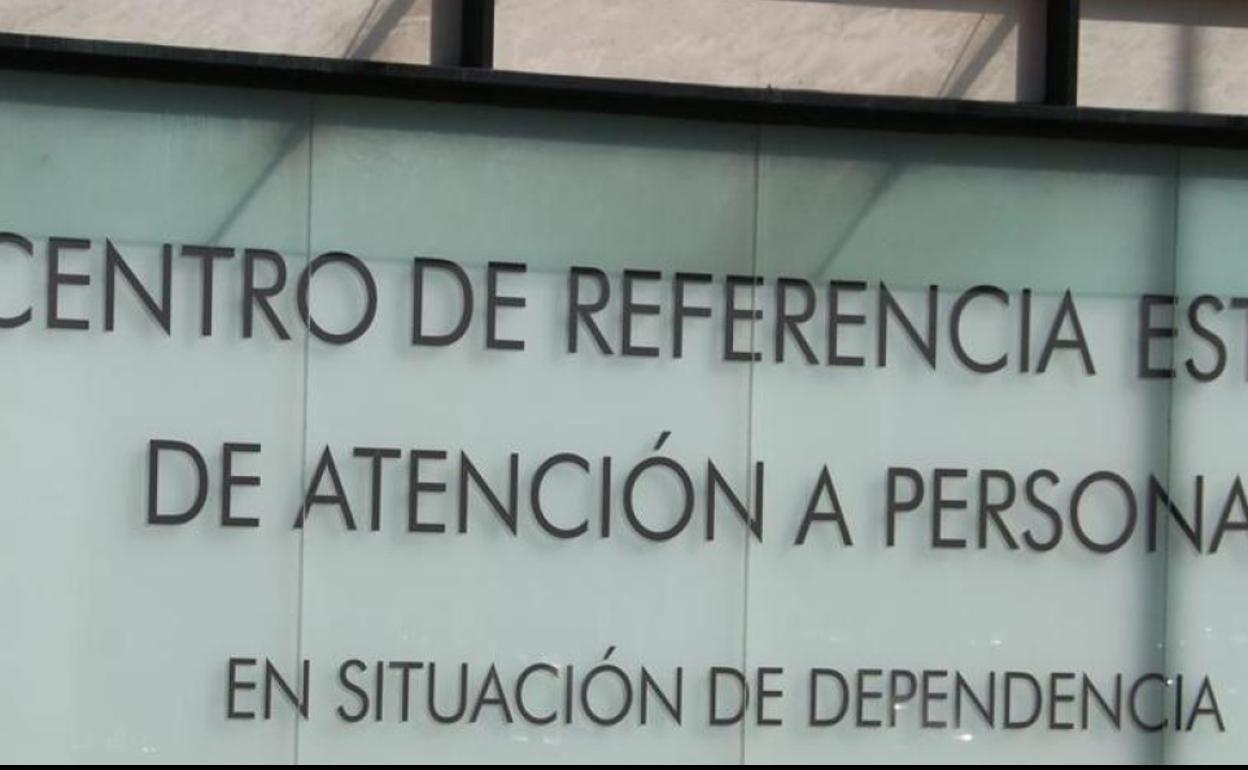 CENTRO DE REFERENCIA EST
DE ATENCIÓN A PERSONA
EN SITUACIÓN DE DEPENDENCIA